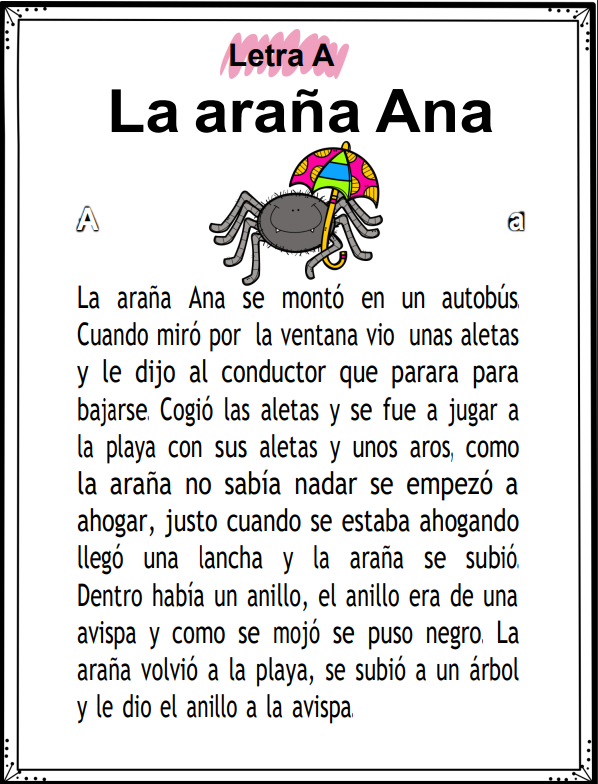 Letra A
La araña Ana
A a
La araña Ana se montó en un autobús.
Cuando miró por la ventana vio unas aletas
y le dijo al conductor que parara para
bajarse. Cogió las aletas y se fue a jugar a
la playa con sus aletas y unos aros, como
la araña no sabía nadar se empezó a
ahogar, justo cuando se estaba ahogando
llegó una lancha y la araña se subió.
Dentro había un anillo, el anillo era de una
avispa y como se mojó se puso negro. La
araña volvió a la playa, se subió a un árbol
y le dio el anillo a la avispa.